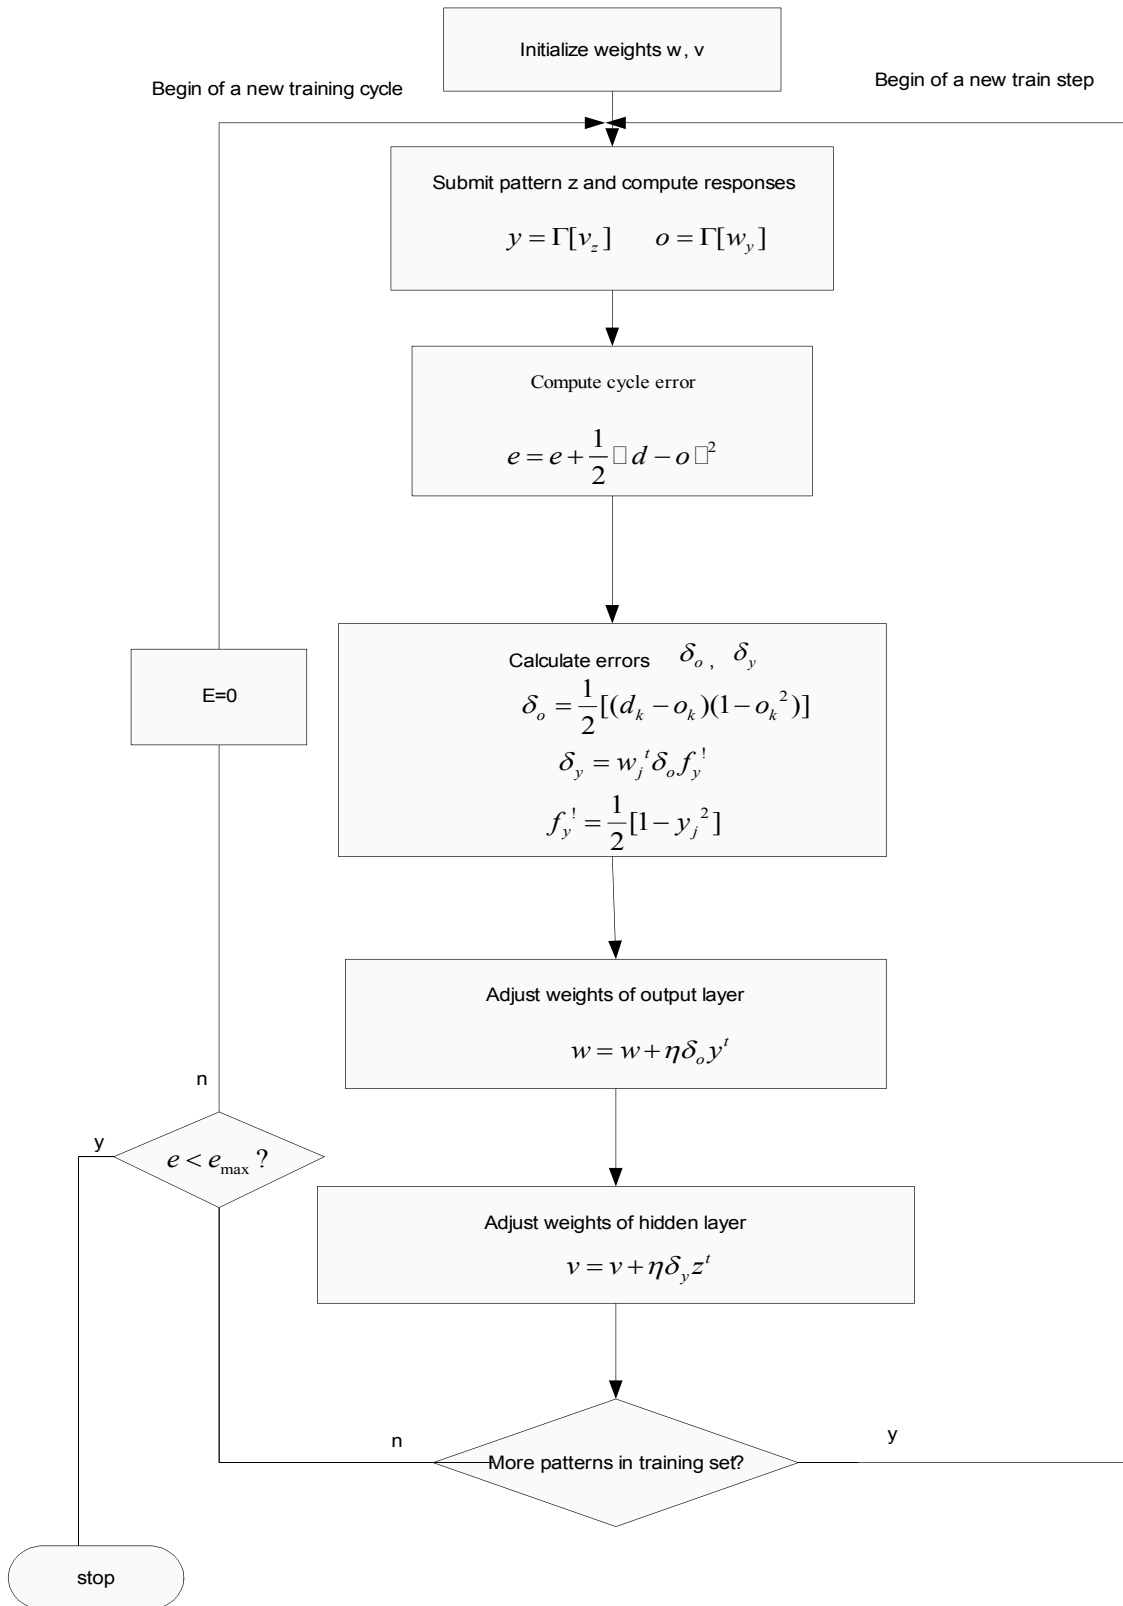 Initialize weights w, v
Begin of a new training cycle
Begin of a new train step
Submit pattern z and compute responses
y = Γ[v_z]   o = Γ[w_y]
Compute cycle error
e = e + 1/2 □ d − o □²
Calculate errors δ_o , δ_y
δ_o = 1/2 [(d_k − o_k)(1 − o_k²)]
δ_y = w_j^t δ_o f_y^!
f_y^! = 1/2 [1 − y_j²]
E=0
Adjust weights of output layer
w = w + ηδ_o y^t
n
y
e < e_max ?
Adjust weights of hidden layer
v = v + ηδ_y z^t
n
y
More patterns in training set?
stop